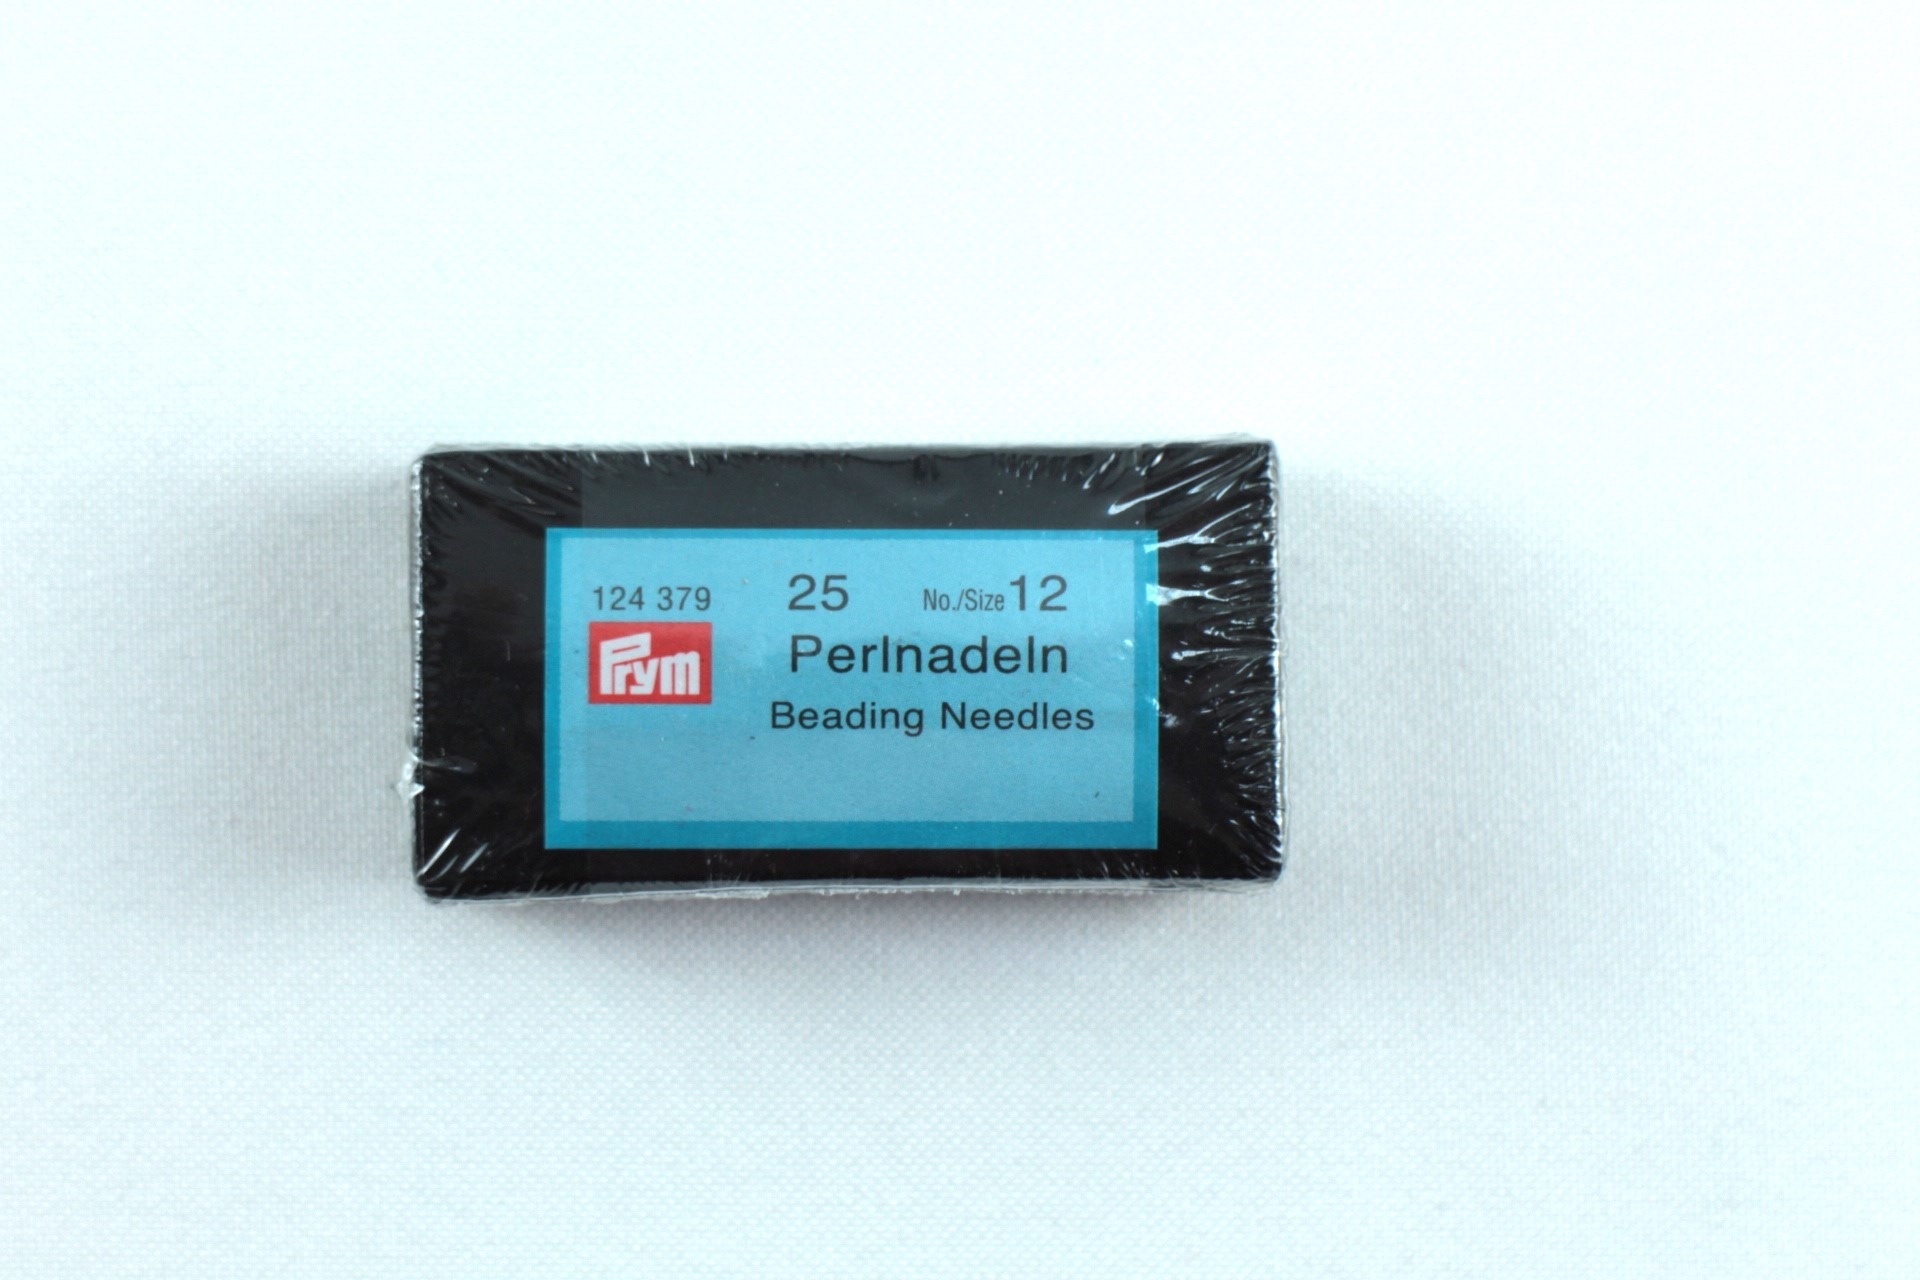 124 379 25 No./Size 12
Prym
Perlnadeln
Beading Needles